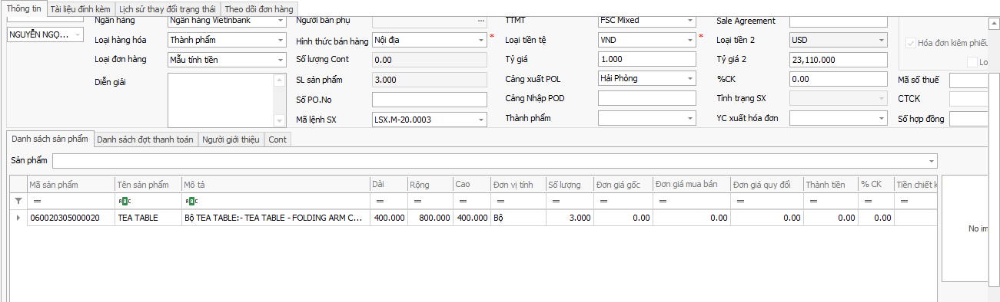 Thông tin Tài liệu đính kèm Lịch sử thay đổi trạng thái Theo dõi đơn hàng
Ngân hàng Ngân hàng Vietinbank Người bán phụ TTMT FSC Mixed Sale Agreement
NGUYỄN NGỌ... Loại hàng hóa Thành phẩm Hình thức bán hàng Nội địa * Loại tiền tệ VND * Loại tiền 2 USD Hóa đơn kiêm phiếu
Loại đơn hàng Mẫu tính tiền Số lượng Cont 0.00 Tỷ giá 1.000 Tỷ giá 2 23,110.000 Lo
Diễn giải SL sản phẩm 3.000 Cảng xuất POL Hải Phòng %CK 0.00 Mã số thuế
Số PO.No Cảng Nhập POD Tình trạng SX CTCK
Mã lệnh SX LSX.M-20.0003 Thành phẩm YC xuất hóa đơn Số hợp đồng
Danh sách sản phẩm Danh sách đợt thanh toán Người giới thiệu Cont
Sản phẩm
Mã sản phẩm Tên sản phẩm Mô tả Dài Rộng Cao Đơn vị tính Số lượng Đơn giá gốc Đơn giá mua bán Đơn giá quy đổi Thành tiền % CK Tiền chiết k
= ABC ABC = = = = = = = = = = =
060020305000020 TEA TABLE Bộ TEA TABLE:- TEA TABLE - FOLDING ARM C... 400.000 800.000 400.000 Bộ 3.000 0.00 0.00 0.00 0.00 0.00
No im